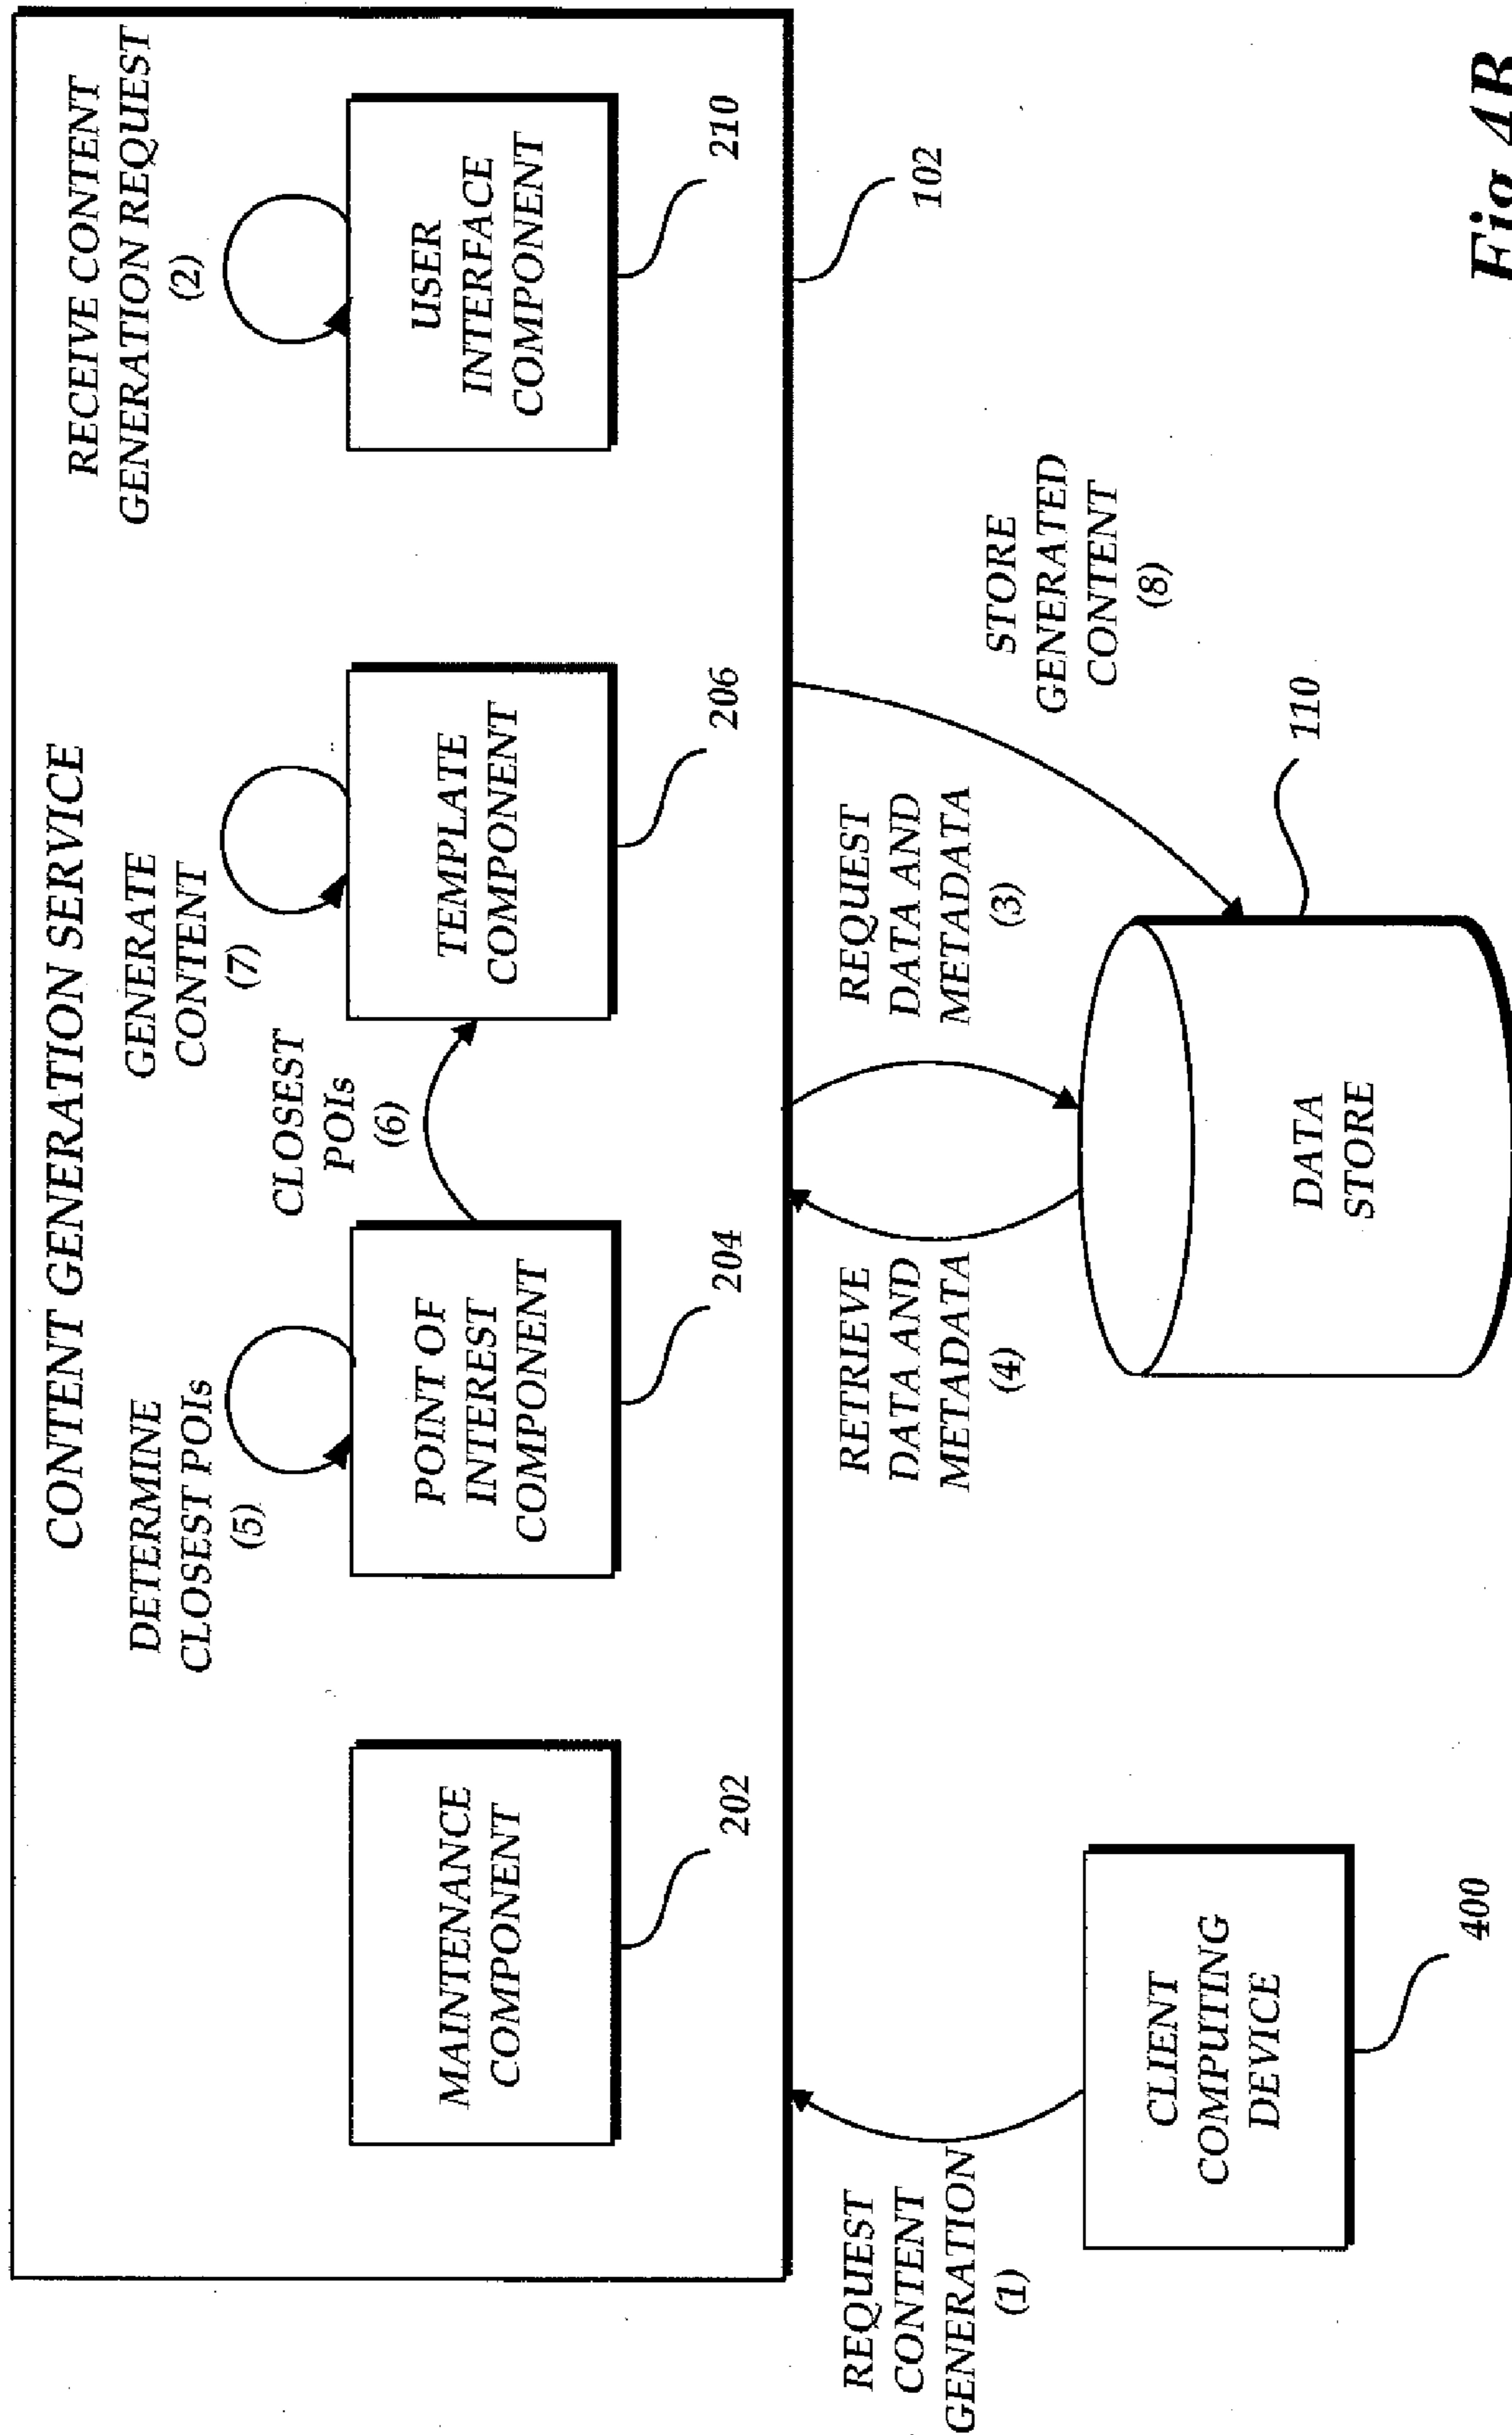 CONTENT GENERATION SERVICE
DETERMINE
CLOSEST POIs
(5)
GENERATE
CONTENT
(7)
RECEIVE CONTENT
GENERATION REQUEST
(2)
CLOSEST
POIs
(6)
MAINTENANCE
COMPONENT
POINT OF
INTEREST
COMPONENT
TEMPLATE
COMPONENT
USER
INTERFACE
COMPONENT
202
204
206
210
REQUEST
CONTENT
GENERATION
(1)
RETRIEVE
DATA AND
METADATA
(4)
REQUEST
DATA AND
METADATA
(3)
102
STORE
GENERATED
CONTENT
(8)
CLIENT
COMPUTING
DEVICE
DATA
STORE
110
400
Fig.4B.